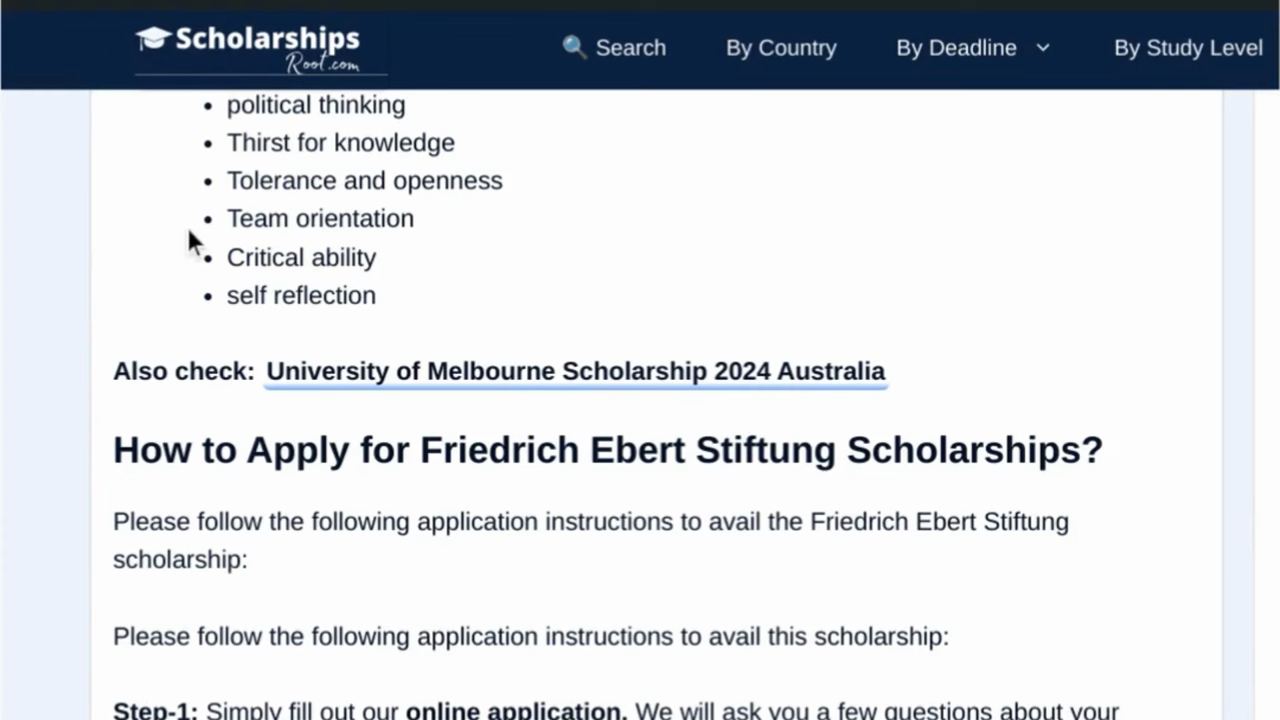 Scholarships
Root.com
🔍 Search By Country By Deadline By Study Level
• political thinking
• Thirst for knowledge
• Tolerance and openness
• Team orientation
• Critical ability
• self reflection
Also check: University of Melbourne Scholarship 2024 Australia
How to Apply for Friedrich Ebert Stiftung Scholarships?
Please follow the following application instructions to avail the Friedrich Ebert Stiftung
scholarship:
Please follow the following application instructions to avail this scholarship:
Step-1: Simply fill out our online application. We will ask you a few questions about your